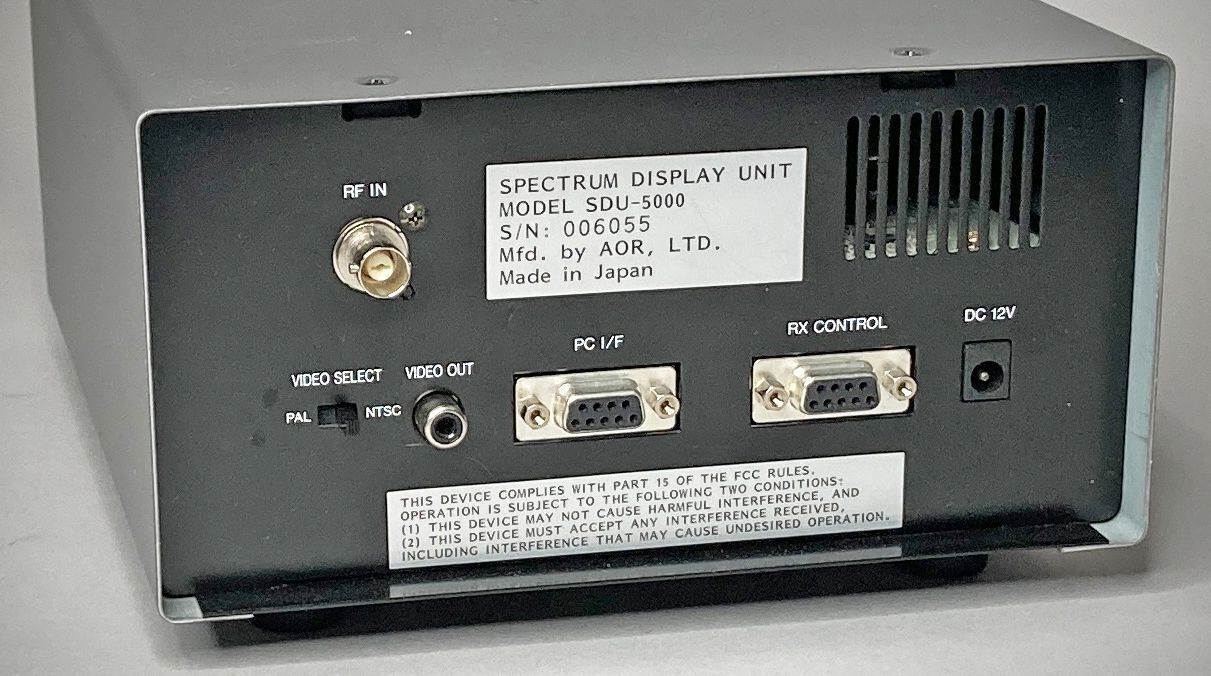 RF IN
SPECTRUM DISPLAY UNIT
MODEL SDU-5000
S/N: 006055
Mfd. by AOR, LTD.
Made in Japan
VIDEO SELECT
PAL
NTSC
VIDEO OUT
PC I/F
RX CONTROL
DC 12V
THIS DEVICE COMPLIES WITH PART 15 OF THE FCC RULES.
OPERATION IS SUBJECT TO THE FOLLOWING TWO CONDITIONS:
(1) THIS DEVICE MAY NOT CAUSE HARMFUL INTERFERENCE, AND
(2) THIS DEVICE MUST ACCEPT ANY INTERFERENCE RECEIVED,
INCLUDING INTERFERENCE THAT MAY CAUSE UNDESIRED OPERATION.